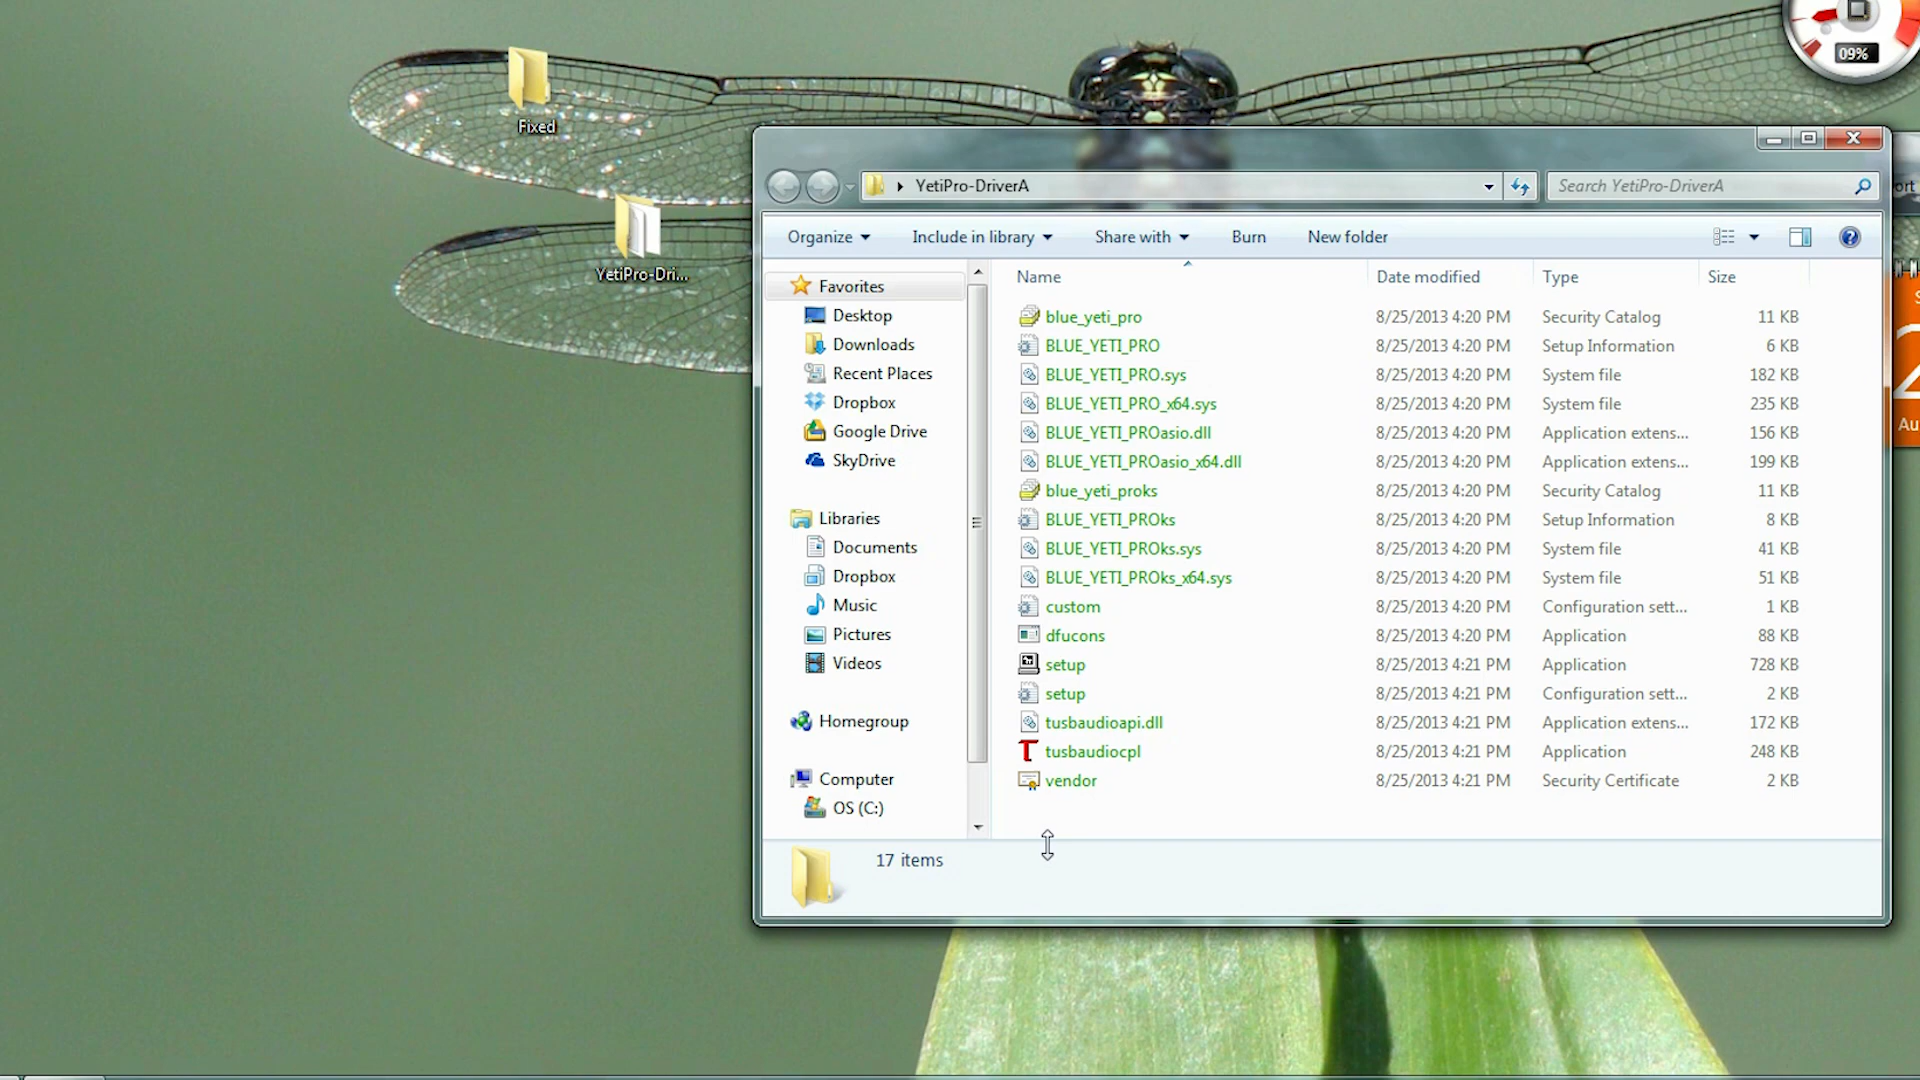 09%
Fixed
YetiPro-Dri...
YetiPro-DriverA
Search YetiPro-DriverA
Organize
Include in library
Share with
Burn
New folder
Name Date modified Type Size
Favorites
Desktop
Downloads
Recent Places
Dropbox
Google Drive
SkyDrive
Libraries
Documents
Dropbox
Music
Pictures
Videos
Homegroup
Computer
OS (C:)
blue_yeti_pro 8/25/2013 4:20 PM Security Catalog 11 KB
BLUE_YETI_PRO 8/25/2013 4:20 PM Setup Information 6 KB
BLUE_YETI_PRO.sys 8/25/2013 4:20 PM System file 182 KB
BLUE_YETI_PRO_x64.sys 8/25/2013 4:20 PM System file 235 KB
BLUE_YETI_PROasio.dll 8/25/2013 4:20 PM Application extens... 156 KB
BLUE_YETI_PROasio_x64.dll 8/25/2013 4:20 PM Application extens... 199 KB
blue_yeti_proks 8/25/2013 4:20 PM Security Catalog 11 KB
BLUE_YETI_PROks 8/25/2013 4:20 PM Setup Information 8 KB
BLUE_YETI_PROks.sys 8/25/2013 4:20 PM System file 41 KB
BLUE_YETI_PROks_x64.sys 8/25/2013 4:20 PM System file 51 KB
custom 8/25/2013 4:20 PM Configuration sett... 1 KB
dfucons 8/25/2013 4:20 PM Application 88 KB
setup 8/25/2013 4:21 PM Application 728 KB
setup 8/25/2013 4:21 PM Configuration sett... 2 KB
tusbaudioapi.dll 8/25/2013 4:21 PM Application extens... 172 KB
tusbaudiocpl 8/25/2013 4:21 PM Application 248 KB
vendor 8/25/2013 4:21 PM Security Certificate 2 KB
17 items